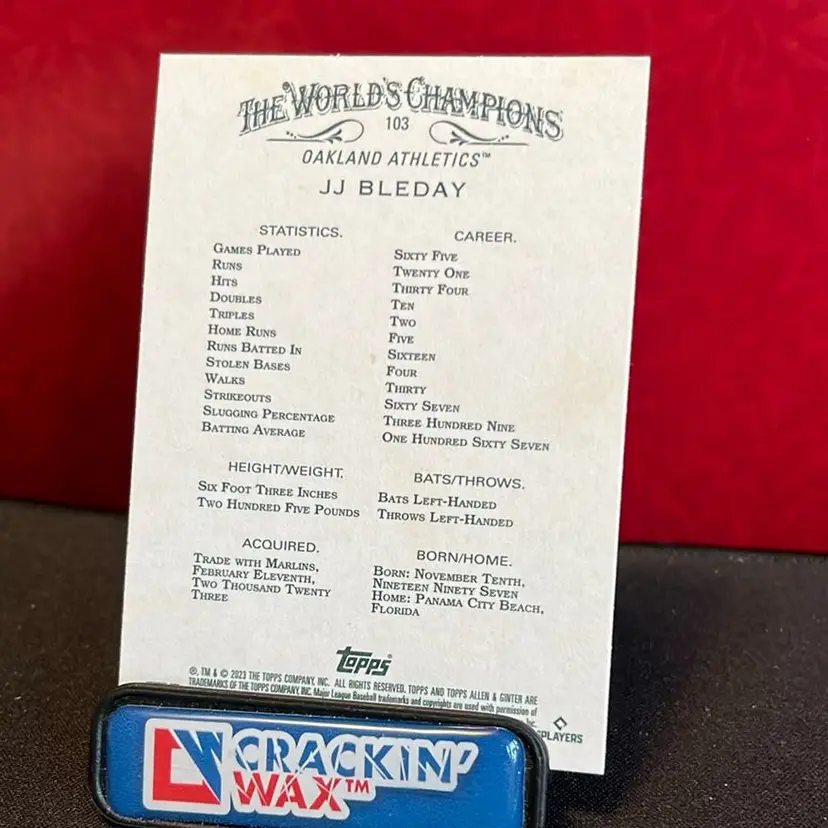 THE WORLD'S CHAMPIONS
103
OAKLAND ATHLETICS™
JJ BLEDAY
STATISTICS. CAREER.
GAMES PLAYED SIXTY FIVE
RUNS TWENTY ONE
HITS THIRTY FOUR
DOUBLES TEN
TRIPLES TWO
HOME RUNS FIVE
RUNS BATTED IN SIXTEEN
STOLEN BASES FOUR
WALKS THIRTY
STRIKEOUTS SIXTY SEVEN
SLUGGING PERCENTAGE THREE HUNDRED NINE
BATTING AVERAGE ONE HUNDRED SIXTY SEVEN
HEIGHT/WEIGHT.
SIX FOOT THREE INCHES
TWO HUNDRED FIVE POUNDS
BATS/THROWS.
BATS LEFT-HANDED
THROWS LEFT-HANDED
ACQUIRED.
TRADE WITH MARLINS,
FEBRUARY ELEVENTH,
TWO THOUSAND TWENTY
THREE
BORN/HOME.
BORN: NOVEMBER TENTH,
NINETEEN NINETY SEVEN
HOME: PANAMA CITY BEACH,
FLORIDA
topps®
®, TM & © 2023 THE TOPPS COMPANY, INC. ALL RIGHTS RESERVED. TOPPS AND TOPPS ALLEN & GINTER ARE
TRADEMARKS OF THE TOPPS COMPANY, INC. Major League Baseball trademarks and copyrights are used with permission of
Inc.
PLAYERS
CRACKIN'
WAX™